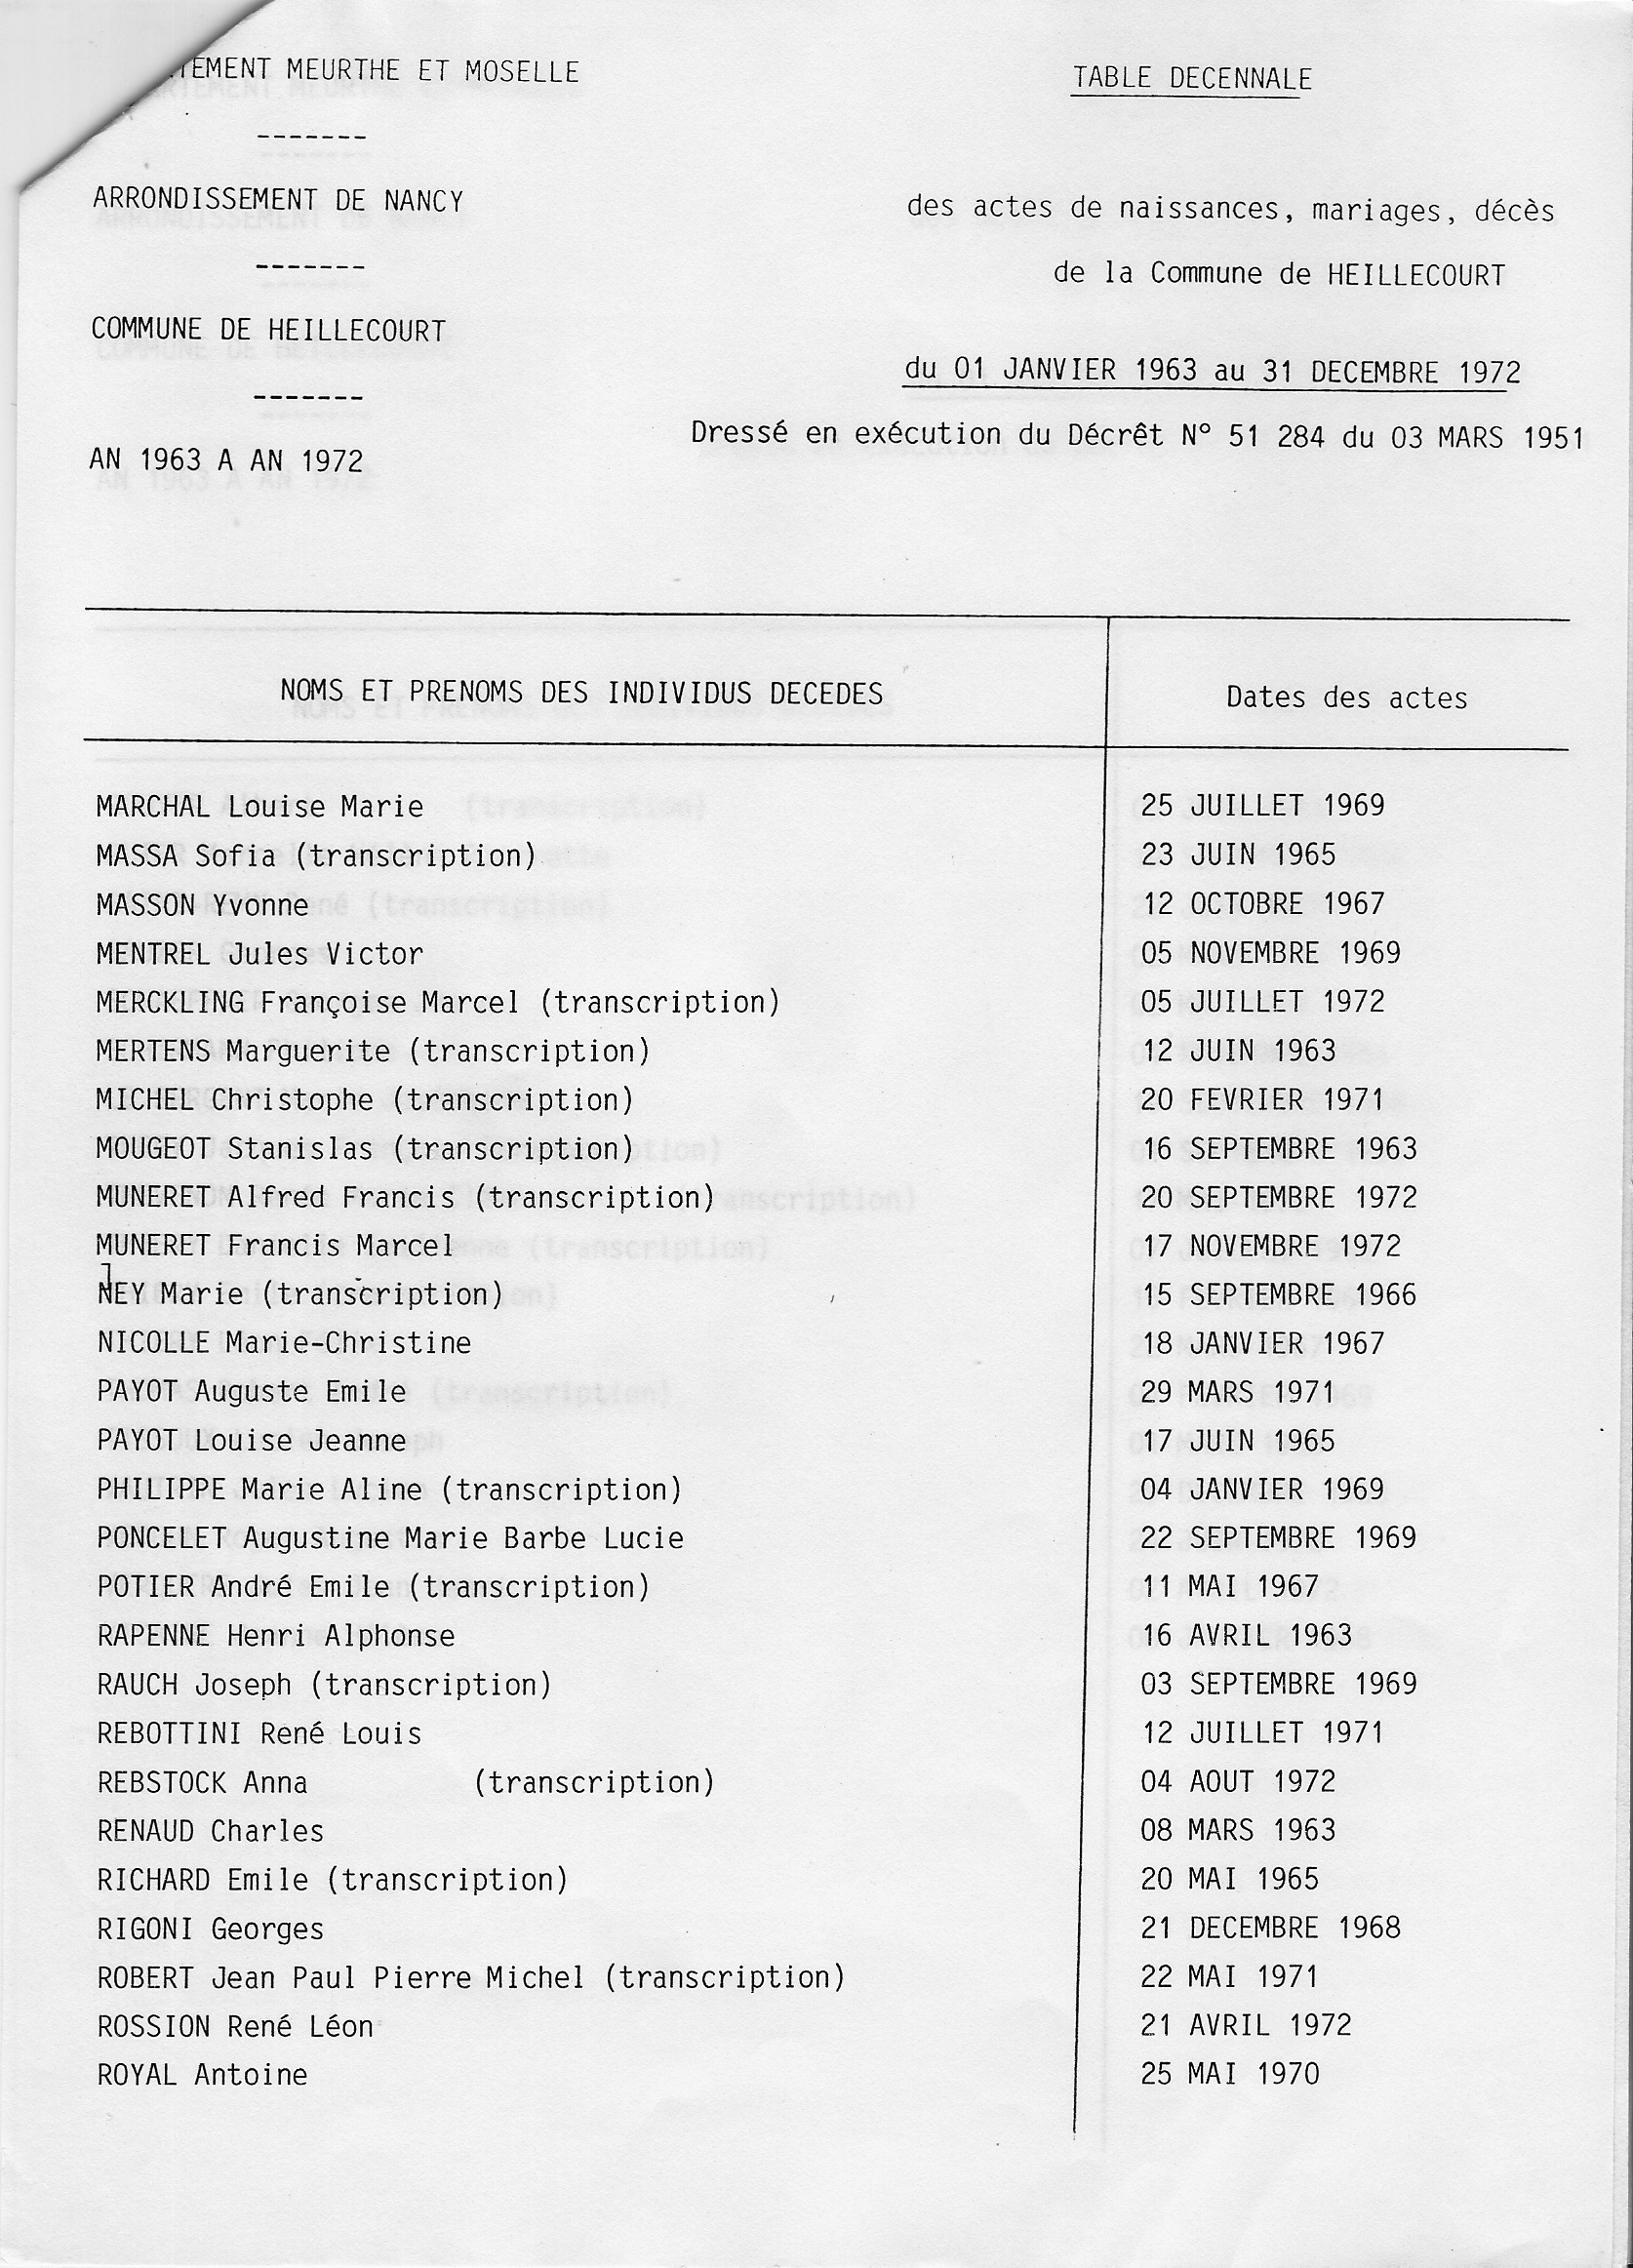 TEMENT MEURTHE ET MOSELLE
-------
ARRONDISSEMENT DE NANCY
-------
COMMUNE DE HEILLECOURT
-------
AN 1963 A AN 1972
TABLE DECENNALE
des actes de naissances, mariages, décès
de la Commune de HEILLECOURT
du 01 JANVIER 1963 au 31 DECEMBRE 1972
Dressé en exécution du Décrêt N° 51 284 du 03 MARS 1951
NOMS ET PRENOMS DES INDIVIDUS DECEDES Dates des actes
MARCHAL Louise Marie 25 JUILLET 1969
MASSA Sofia (transcription) 23 JUIN 1965
MASSON Yvonne 12 OCTOBRE 1967
MENTREL Jules Victor 05 NOVEMBRE 1969
MERCKLING Françoise Marcel (transcription) 05 JUILLET 1972
MERTENS Marguerite (transcription) 12 JUIN 1963
MICHEL Christophe (transcription) 20 FEVRIER 1971
MOUGEOT Stanislas (transcription) 16 SEPTEMBRE 1963
MUNERET Alfred Francis (transcription) 20 SEPTEMBRE 1972
MUNERET Francis Marcel 17 NOVEMBRE 1972
NEY Marie (transcription) 15 SEPTEMBRE 1966
NICOLLE Marie-Christine 18 JANVIER 1967
PAYOT Auguste Emile 29 MARS 1971
PAYOT Louise Jeanne 17 JUIN 1965
PHILIPPE Marie Aline (transcription) 04 JANVIER 1969
PONCELET Augustine Marie Barbe Lucie 22 SEPTEMBRE 1969
POTIER André Emile (transcription) 11 MAI 1967
RAPENNE Henri Alphonse 16 AVRIL 1963
RAUCH Joseph (transcription) 03 SEPTEMBRE 1969
REBOTTINI René Louis 12 JUILLET 1971
REBSTOCK Anna (transcription) 04 AOUT 1972
RENAUD Charles 08 MARS 1963
RICHARD Emile (transcription) 20 MAI 1965
RIGONI Georges 21 DECEMBRE 1968
ROBERT Jean Paul Pierre Michel (transcription) 22 MAI 1971
ROSSION René Léon 21 AVRIL 1972
ROYAL Antoine 25 MAI 1970